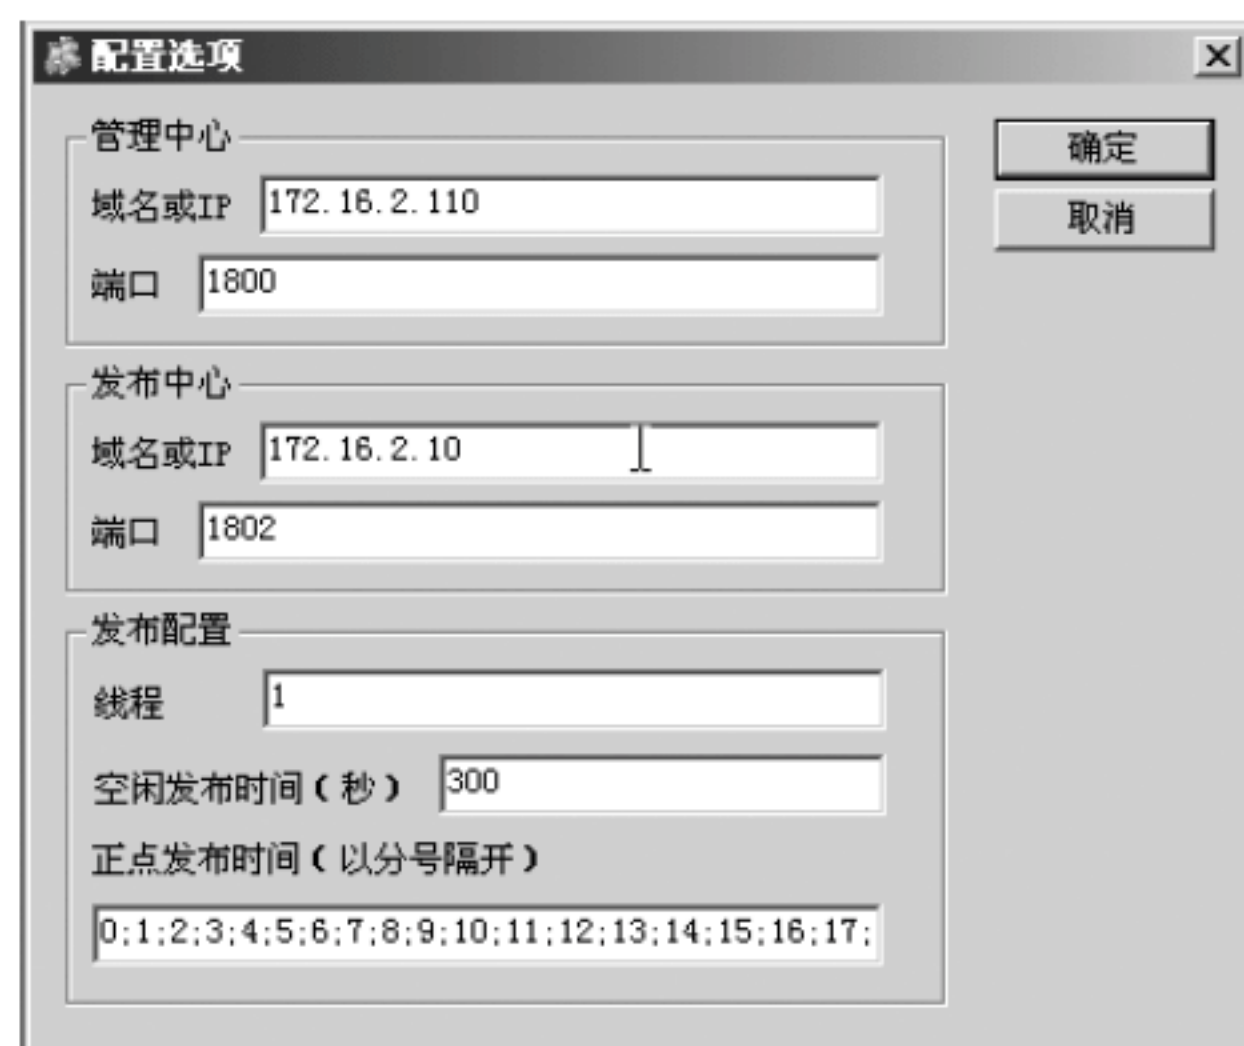 配置选项
管理中心
确定
域名或IP 172.16.2.110
取消
端口 1800
发布中心
域名或IP 172.16.2.10
端口 1802
发布配置
线程 1
空闲发布时间(秒) 300
正点发布时间(以分号隔开)
0;1;2;3;4;5;6;7;8;9;10;11;12;13;14;15;16;17;